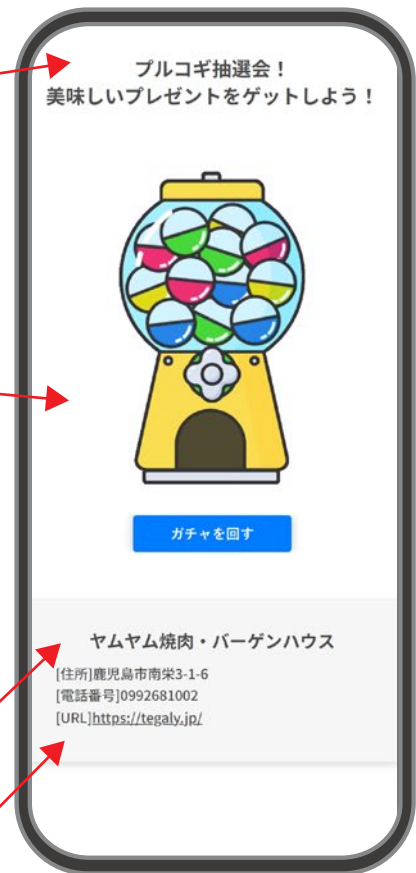 プルコギ抽選会！
美味しいプレゼントをゲットしよう！
ガチャを回す
ヤムヤム焼肉・バーゲンハウス
[住所]鹿児島市南栄3-1-6
[電話番号]0992681002
[URL]https://tegaly.jp/